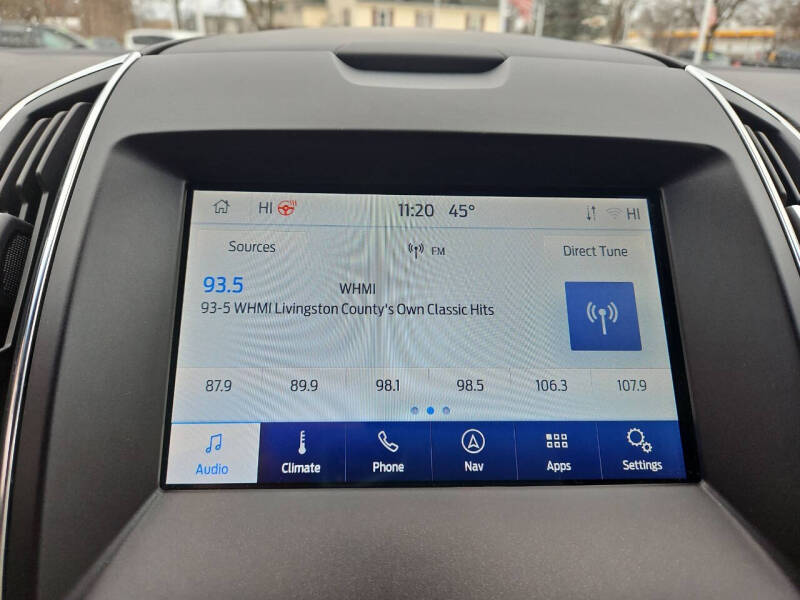 HI 11:20 45° HI
Sources FM Direct Tune
93.5 WHMI
93-5 WHMI Livingston County's Own Classic Hits
87.9 89.9 98.1 98.5 106.3 107.9
Audio Climate Phone Nav Apps Settings